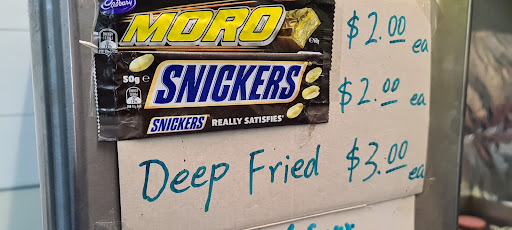 Cadbury
MORO
$2.00 ea
50g e
SNICKERS
$2.00 ea
SNICKERS REALLY SATISFIES
Deep Fried $3.00 ea